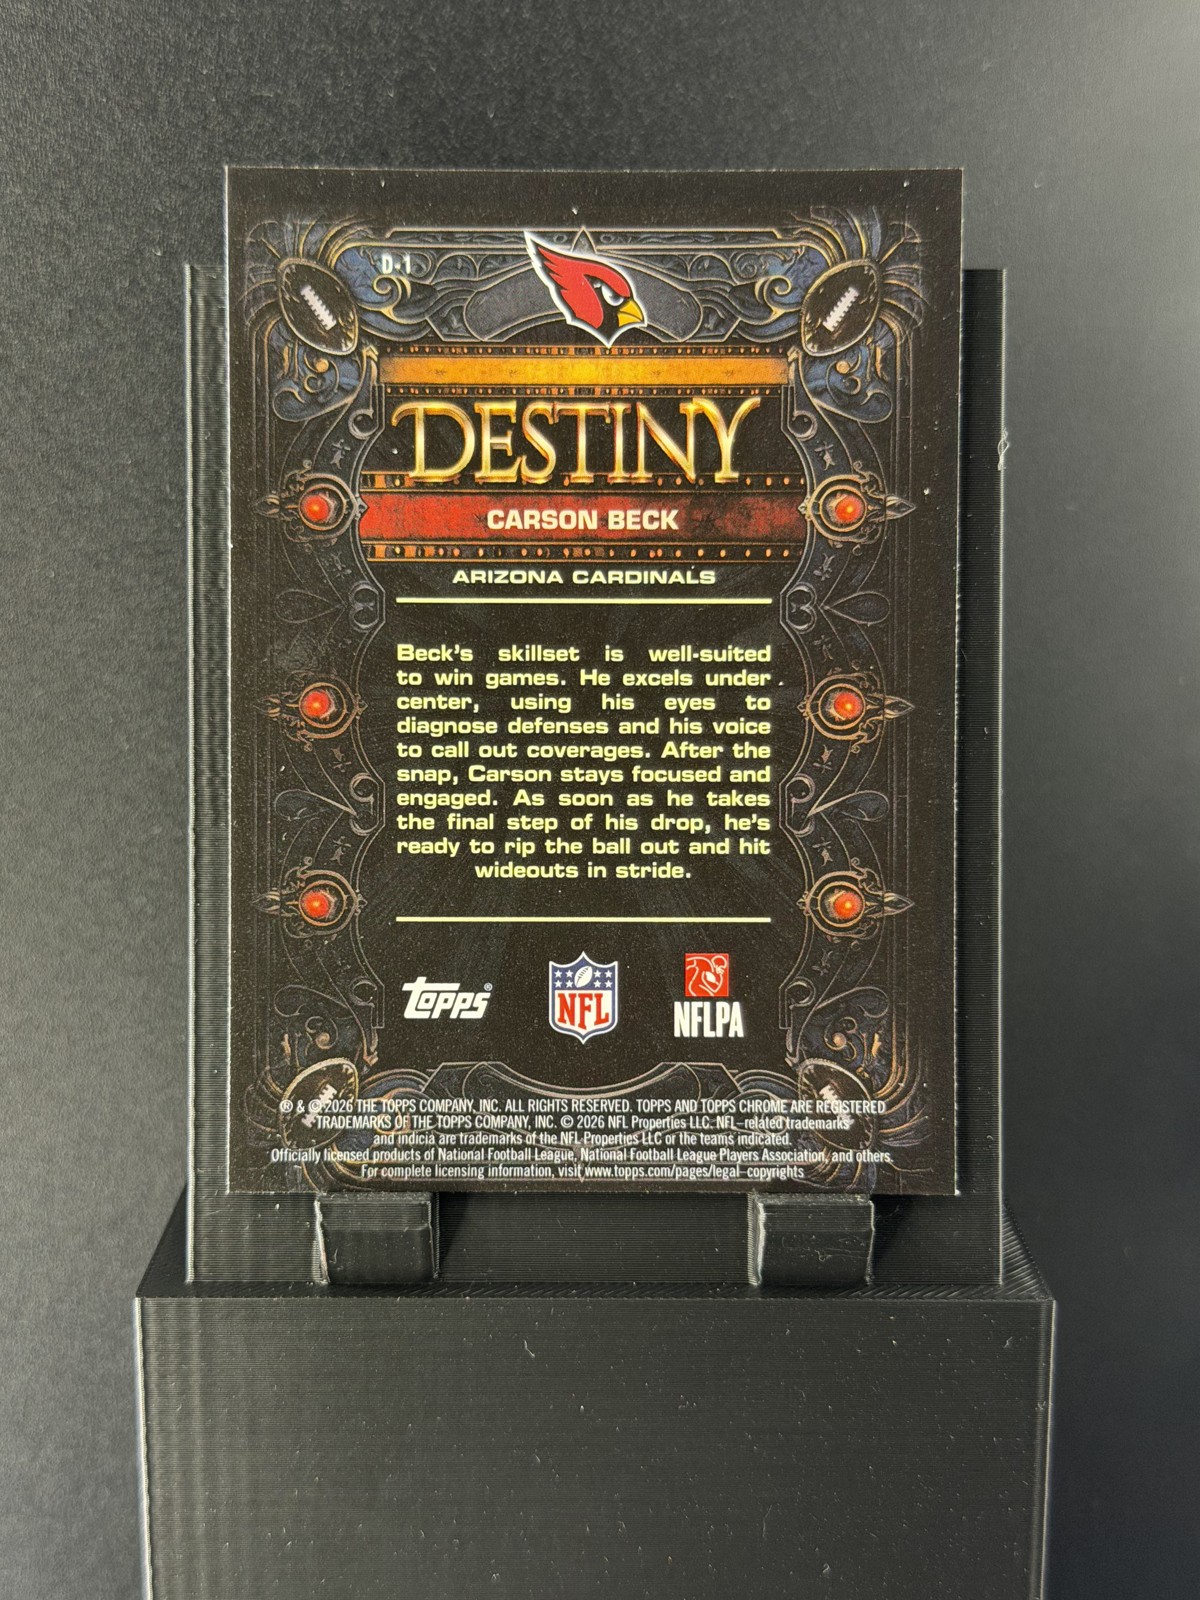 D-1
DESTINY
CARSON BECK
ARIZONA CARDINALS
Beck's skillset is well-suited
to win games. He excels under
center, using his eyes to
diagnose defenses and his voice
to call out coverages. After the
snap, Carson stays focused and
engaged. As soon as he takes
the final step of his drop, he's
ready to rip the ball out and hit
wideouts in stride.
topps®
NFL
NFLPA
® & © 2026 THE TOPPS COMPANY, INC. ALL RIGHTS RESERVED. TOPPS AND TOPPS CHROME ARE REGISTERED
TRADEMARKS OF THE TOPPS COMPANY, INC. © 2026 NFL Properties LLC. NFL-related trademarks
and indicia are trademarks of the NFL Properties LLC or the teams indicated.
Officially licensed products of National Football League, National Football League Players Association, and others.
For complete licensing information, visit www.topps.com/pages/legal-copyrights